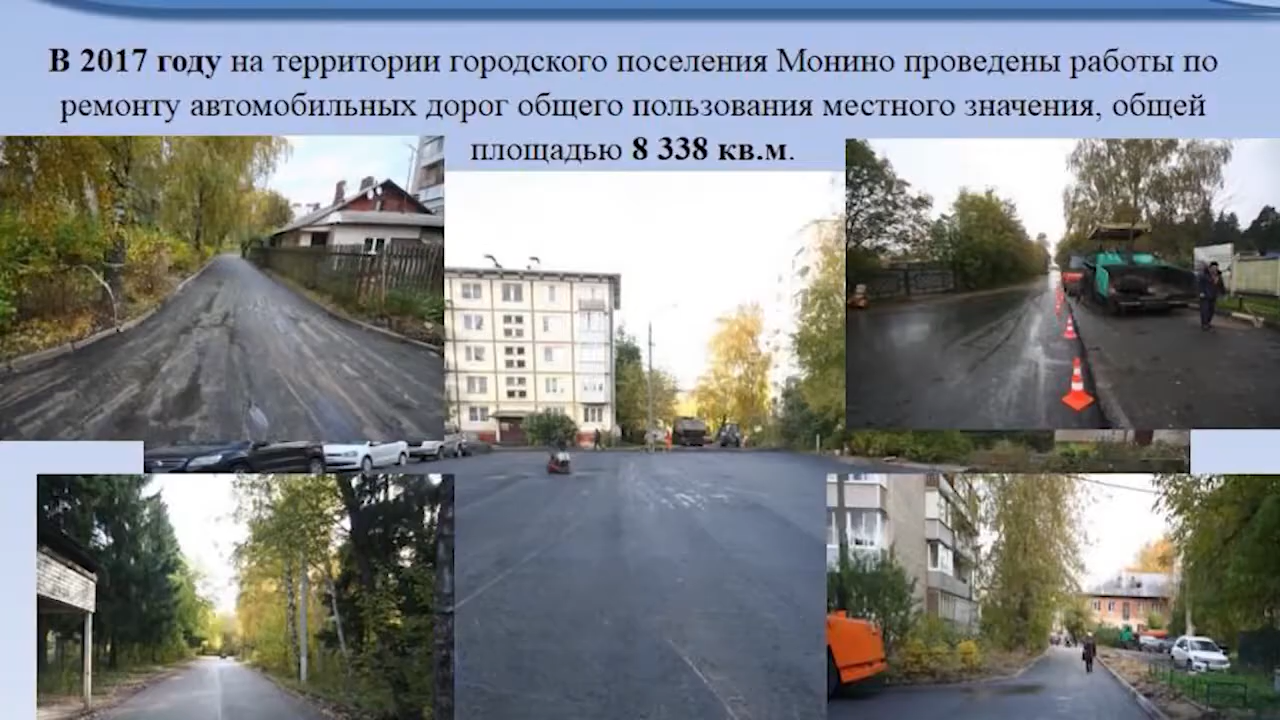 В 2017 году на территории городского поселения Монино проведены работы по
ремонту автомобильных дорог общего пользования местного значения, общей
площадью 8 338 кв.м.